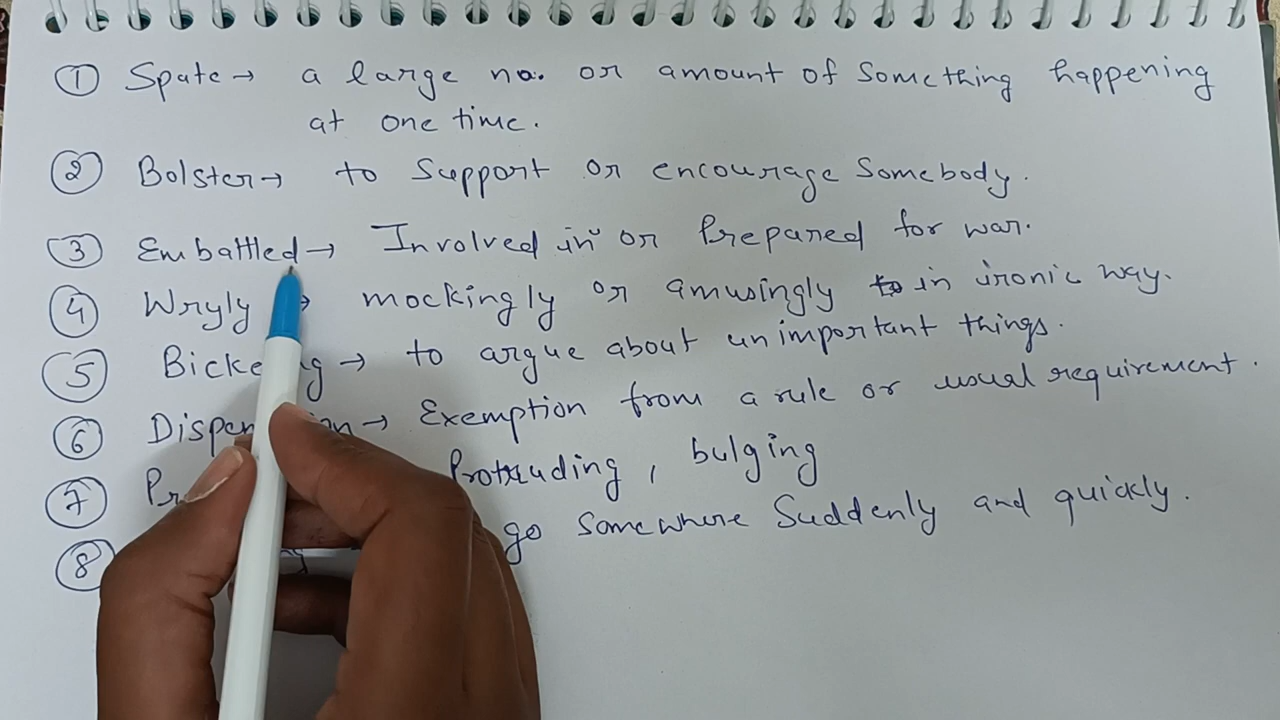 ① Spate → a large no. or amount of something happening
at one time.
② Bolster → to support or encourage somebody.
③ Embattled → Involved in or Prepared for war.
④ Wryly → mockingly or amusingly in ironic way.
⑤ → to argue about unimportant things.
⑥ → Exemption from a rule or usual requirement.
⑦ Protruding, bulging
⑧ go somewhere suddenly and quickly.